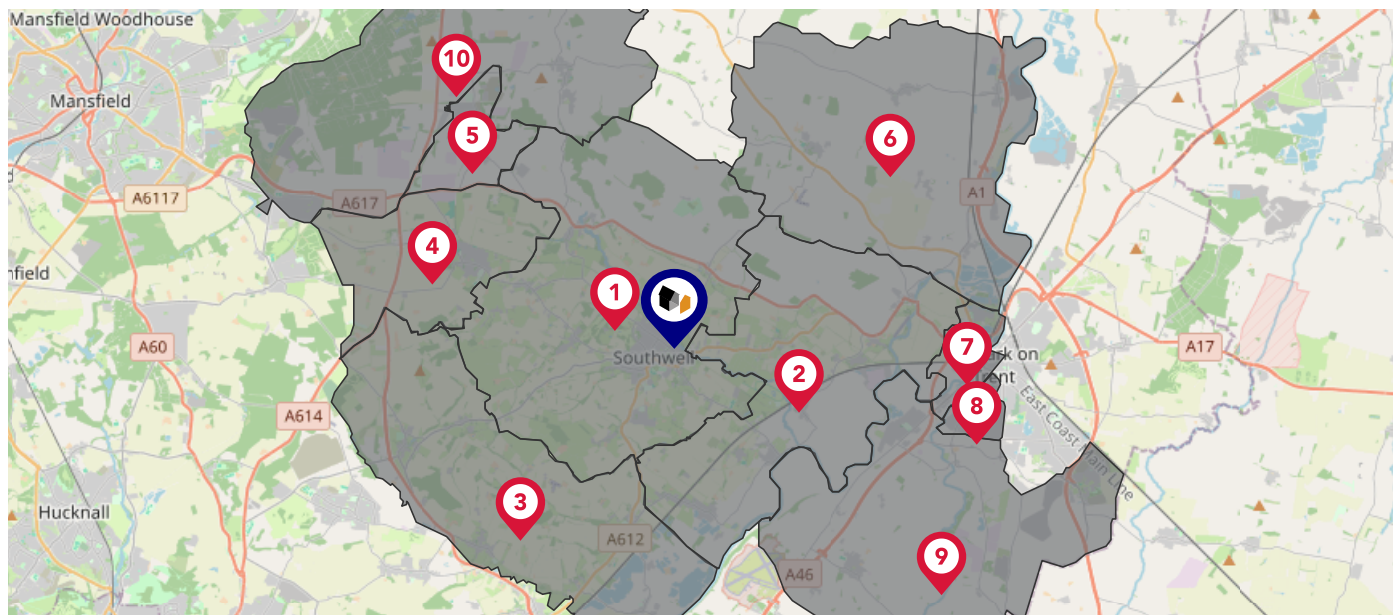 Mansfield Woodhouse
10
Mansfield
5
6
A6117
A617
A1
4
nfield
1
Southwell
7
ark on
rent
A60
A17
2
8
A614
East Coast Main Line
3
Hucknall
A612
9
A46